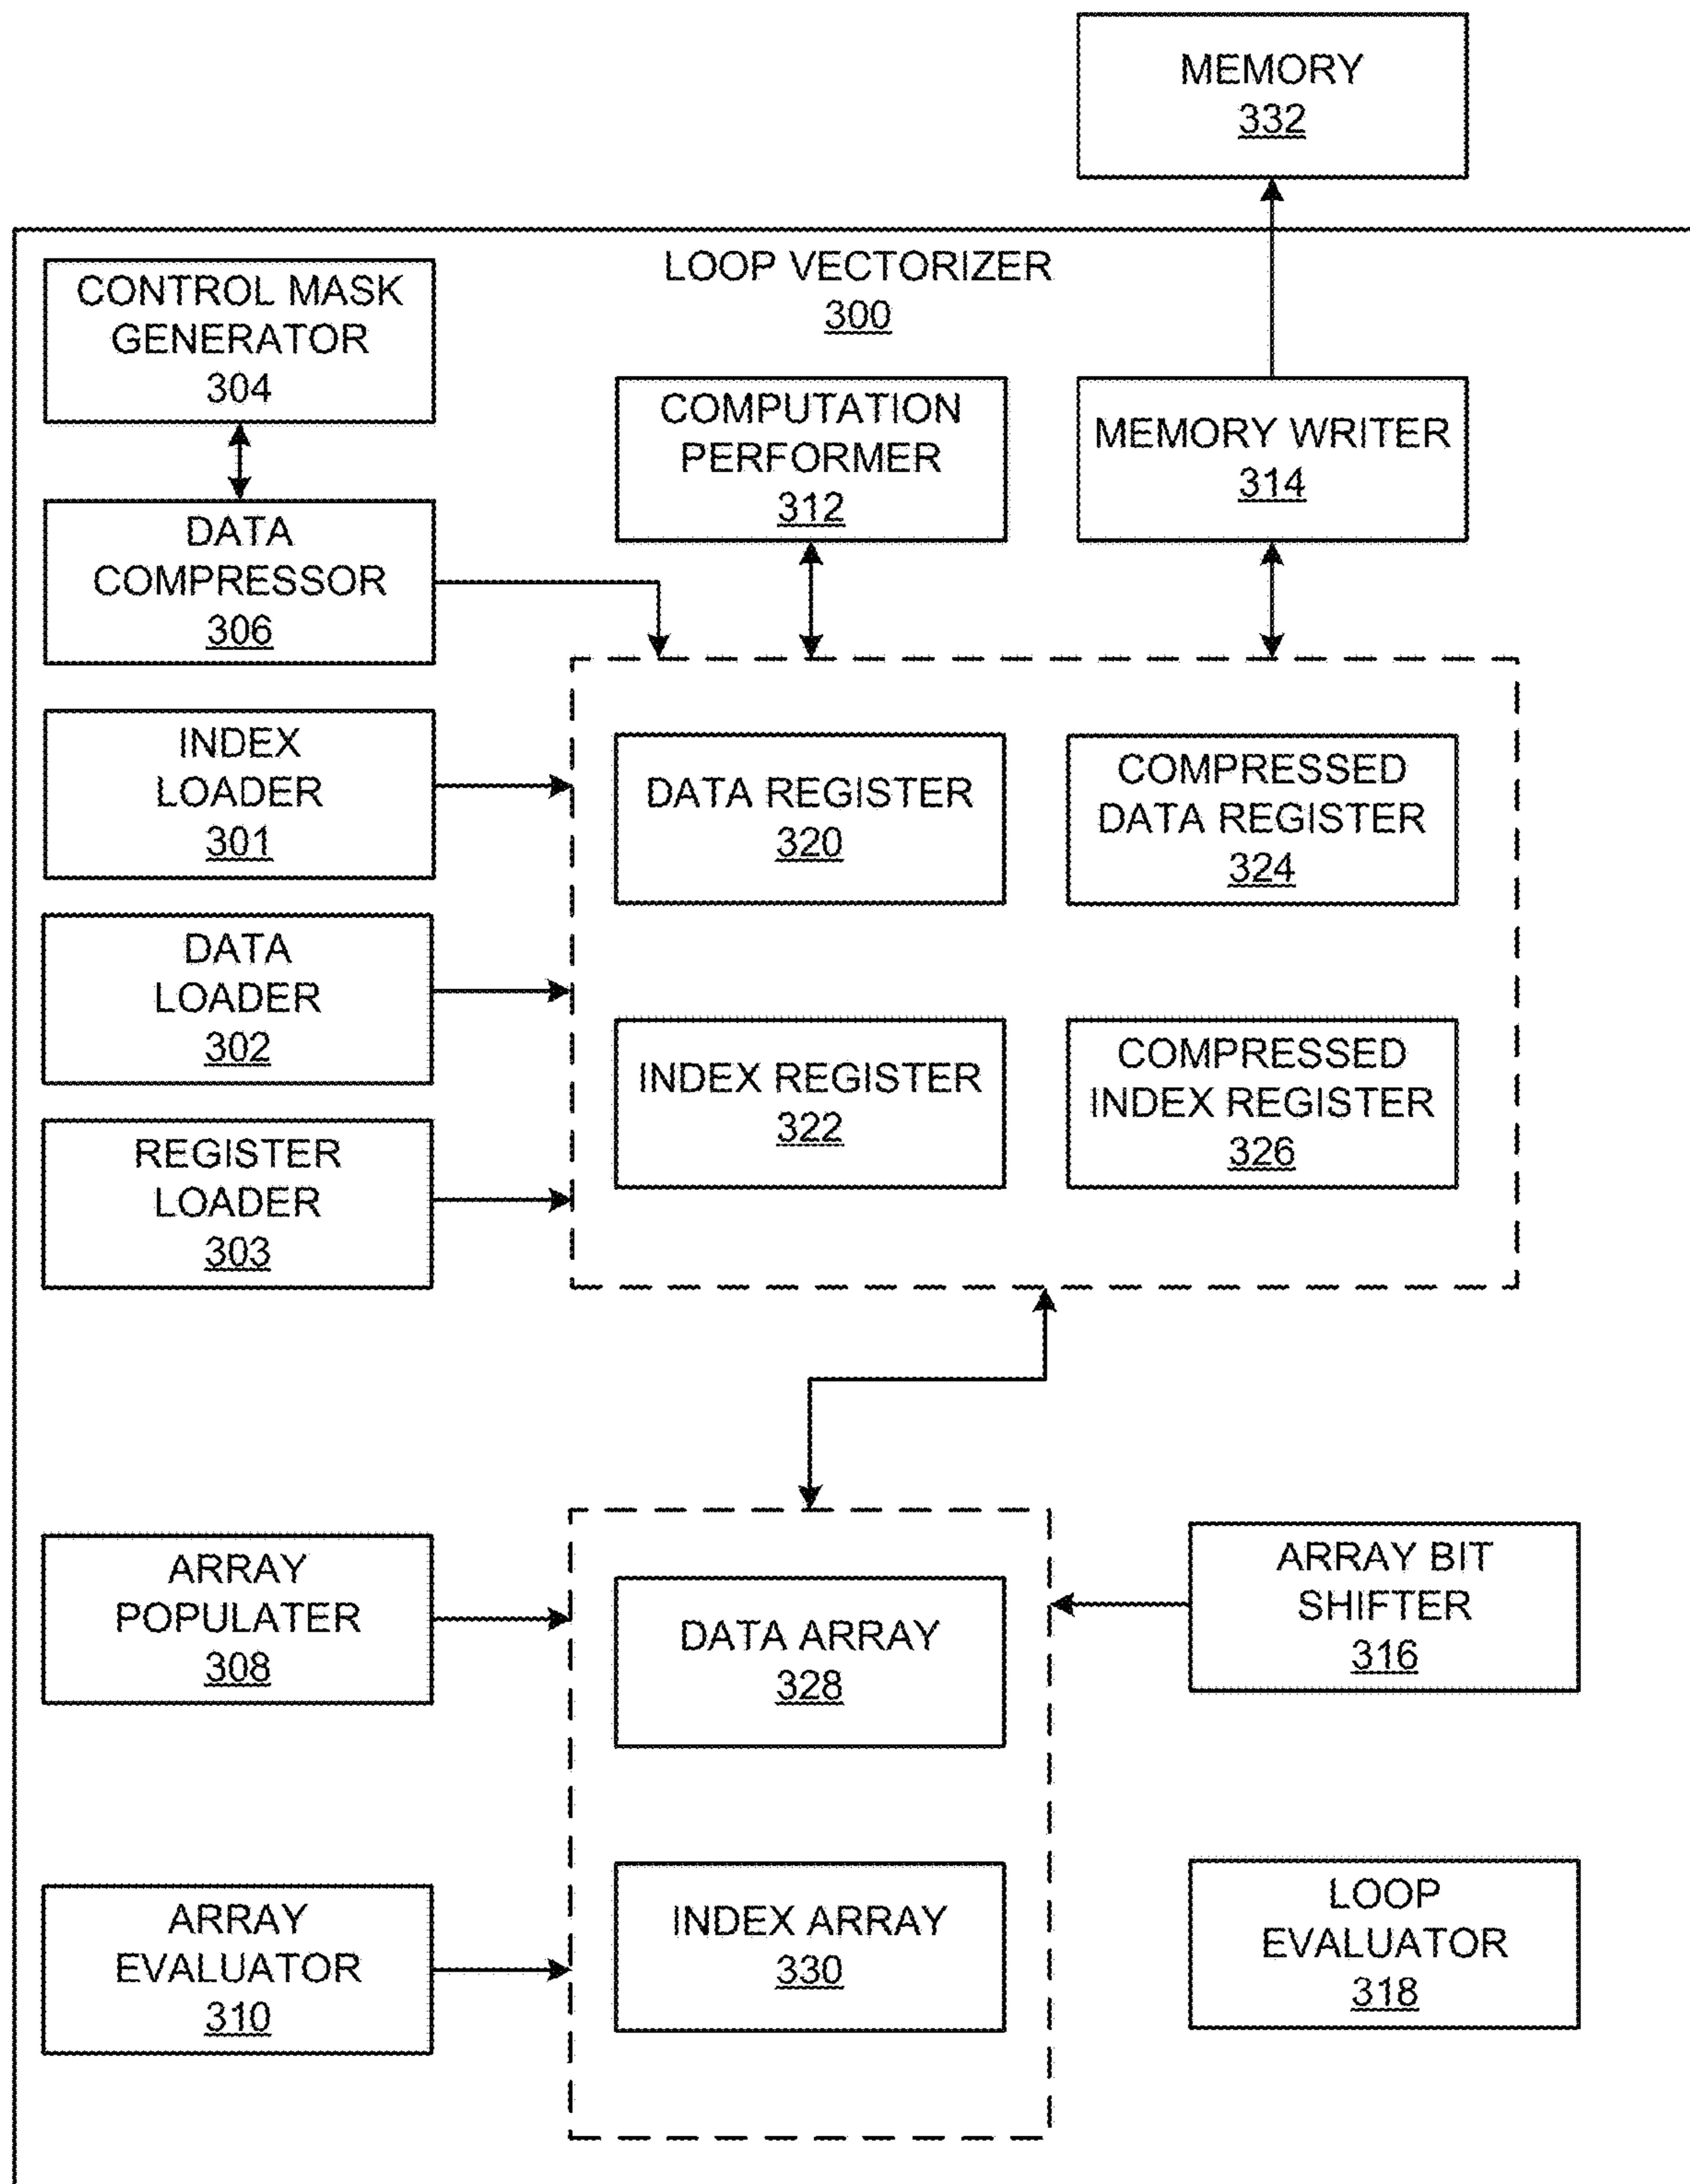 MEMORY
332
LOOP VECTORIZER
300
CONTROL MASK
GENERATOR
304
COMPUTATION
PERFORMER
312
MEMORY WRITER
314
DATA
COMPRESSOR
306
INDEX
LOADER
301
DATA REGISTER
320
COMPRESSED
DATA REGISTER
324
DATA
LOADER
302
INDEX REGISTER
322
COMPRESSED
INDEX REGISTER
326
REGISTER
LOADER
303
ARRAY
POPULATER
308
DATA ARRAY
328
ARRAY BIT
SHIFTER
316
ARRAY
EVALUATOR
310
INDEX ARRAY
330
LOOP
EVALUATOR
318